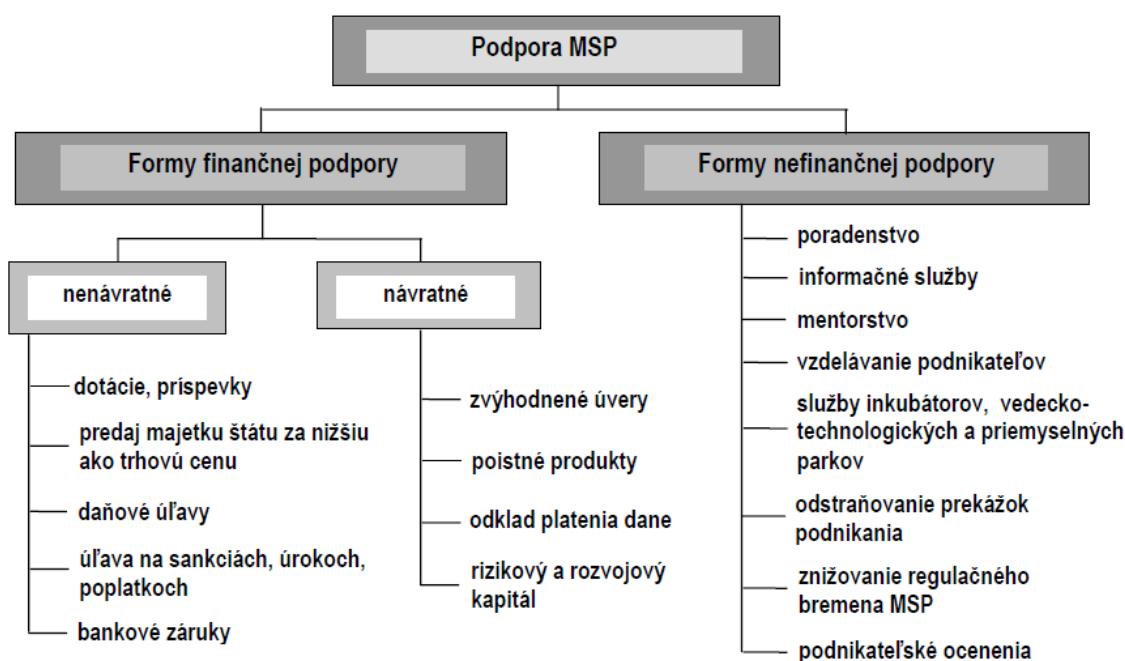 Podpora MSP
Formy finančnej podpory
nenávratné
dotácie, príspevky
predaj majetku štátu za nižšiu
ako trhovú cenu
daňové úľavy
úľava na sankciách, úrokoch,
poplatkoch
bankové záruky
návratné
zvýhodnené úvery
poistné produkty
odklad platenia dane
rizikový a rozvojový
kapitál
Formy nefinančnej podpory
poradenstvo
informačné služby
mentorstvo
vzdelávanie podnikateľov
služby inkubátorov, vedecko-
technologických a priemyselných
parkov
odstraňovanie prekážok
podnikania
znižovanie regulačného
bremena MSP
podnikateľské ocenenia